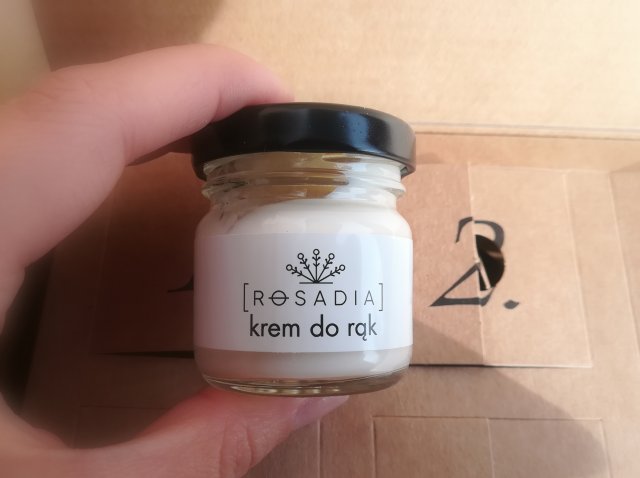 [ROSADIA]
krem do rąk
2.